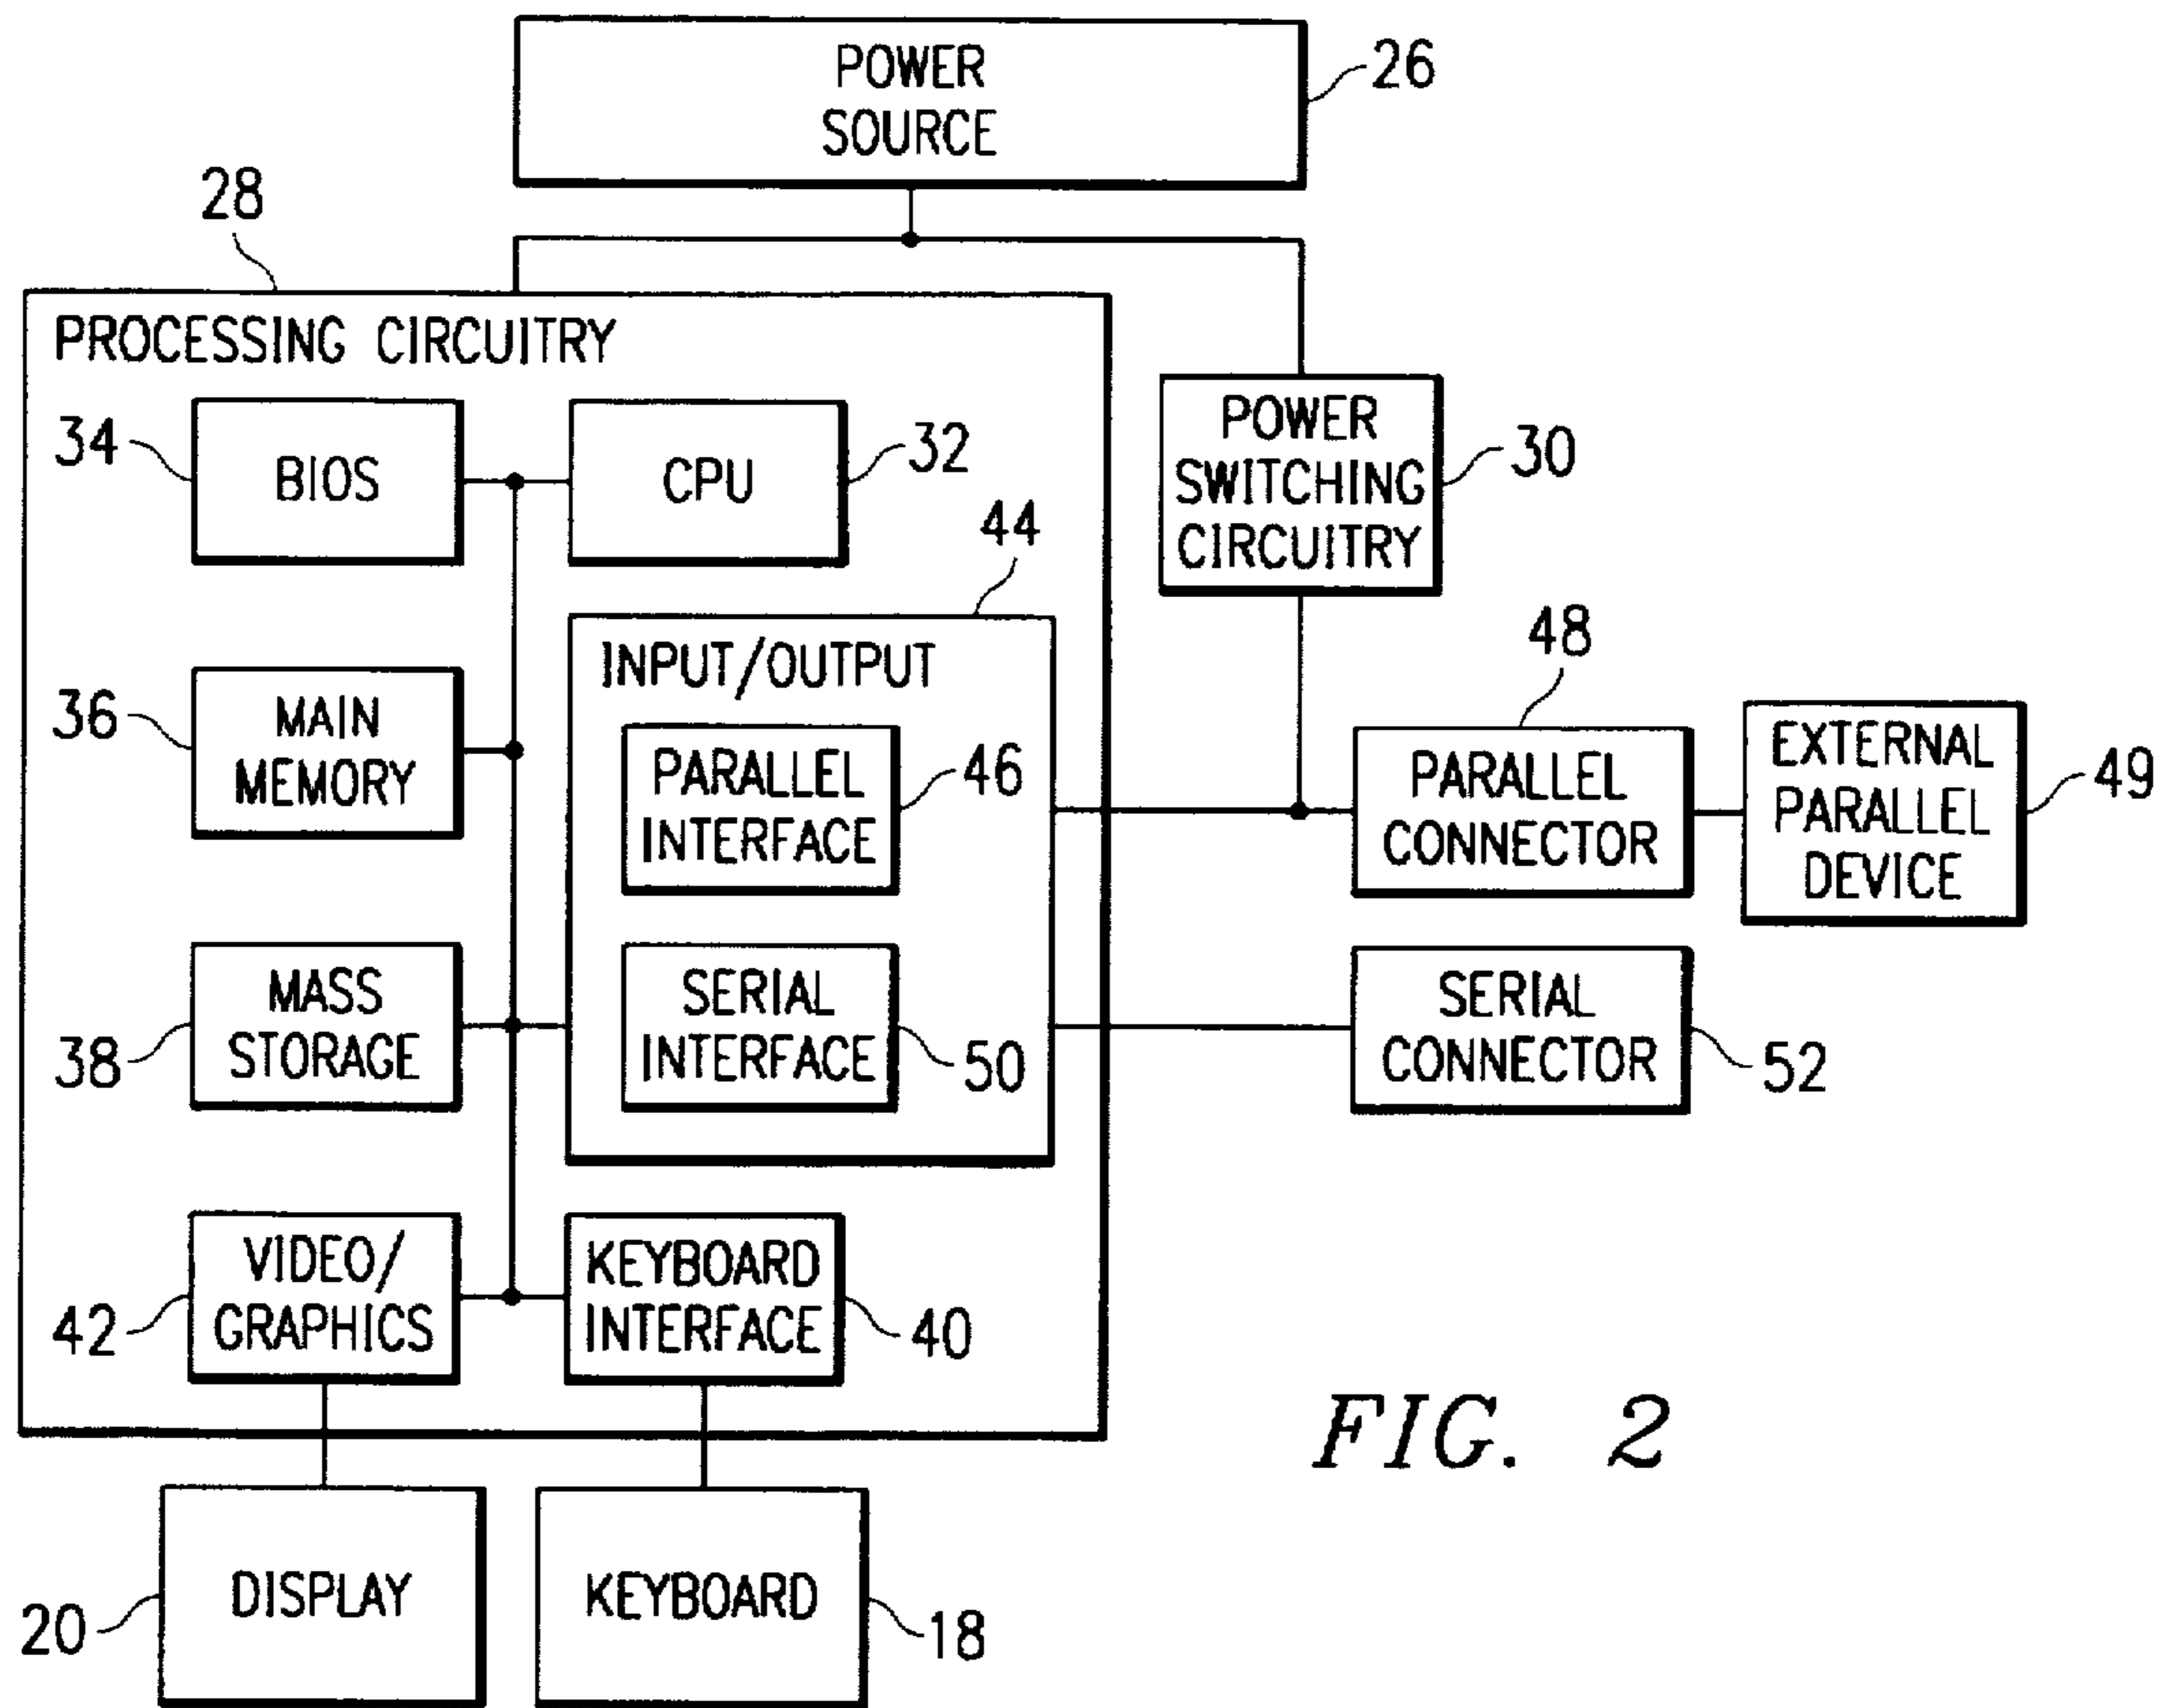 POWER
SOURCE
26
28
PROCESSING CIRCUITRY
34
BIOS
CPU
32
POWER
SWITCHING
CIRCUITRY
30
44
INPUT/OUTPUT
36
MAIN
MEMORY
PARALLEL
INTERFACE
46
48
PARALLEL
CONNECTOR
EXTERNAL
PARALLEL
DEVICE
49
38
MASS
STORAGE
SERIAL
INTERFACE
50
SERIAL
CONNECTOR
52
42
VIDEO/
GRAPHICS
KEYBOARD
INTERFACE
40
FIG. 2
20
DISPLAY
KEYBOARD
18